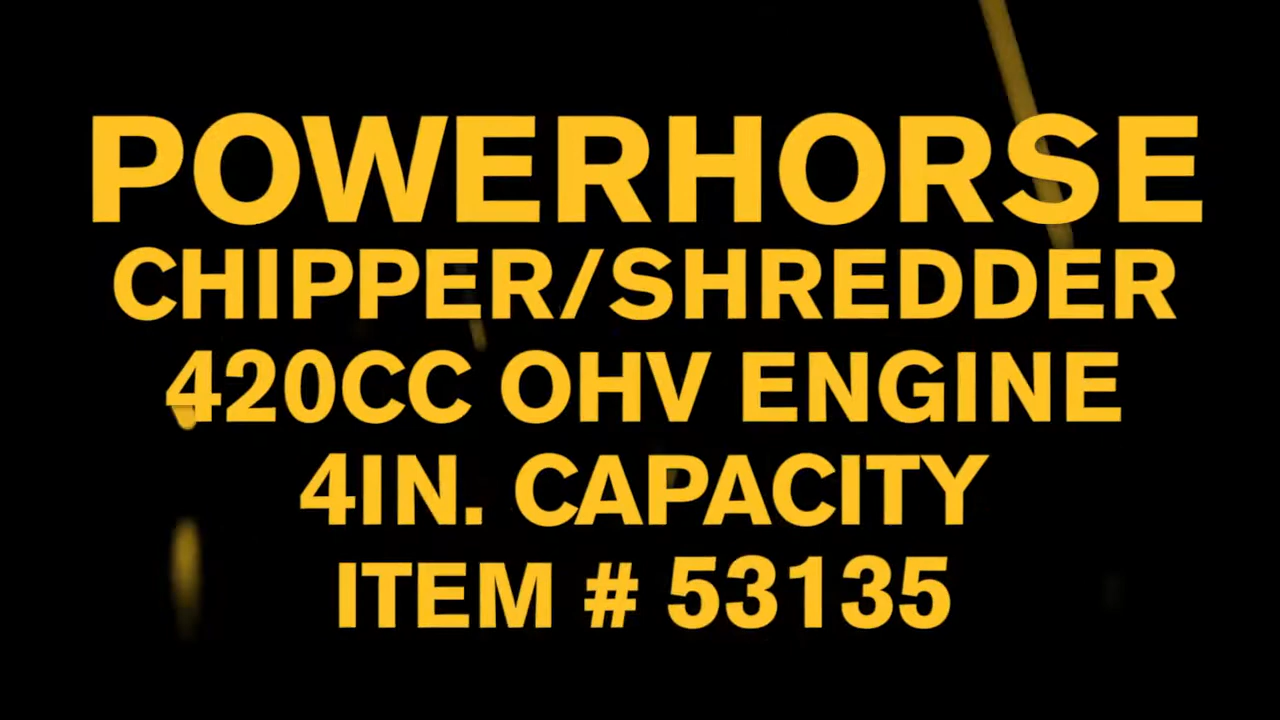 POWERHORSE
CHIPPER/SHREDDER
420CC OHV ENGINE
4IN. CAPACITY
ITEM # 53135